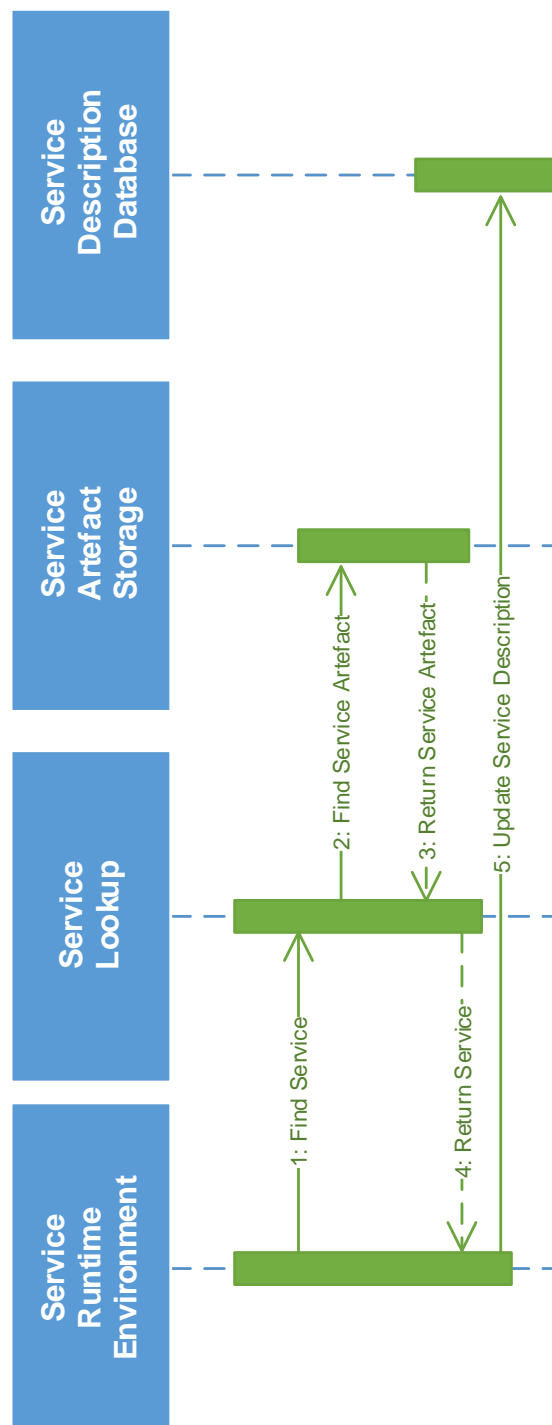 Service
Runtime
Environment
Service
Lookup
Service
Artefact
Storage
Service
Description
Database
1: Find Service
2: Find Service Artefact
3: Return Service Artefact
4: Return Service
5: Update Service Description